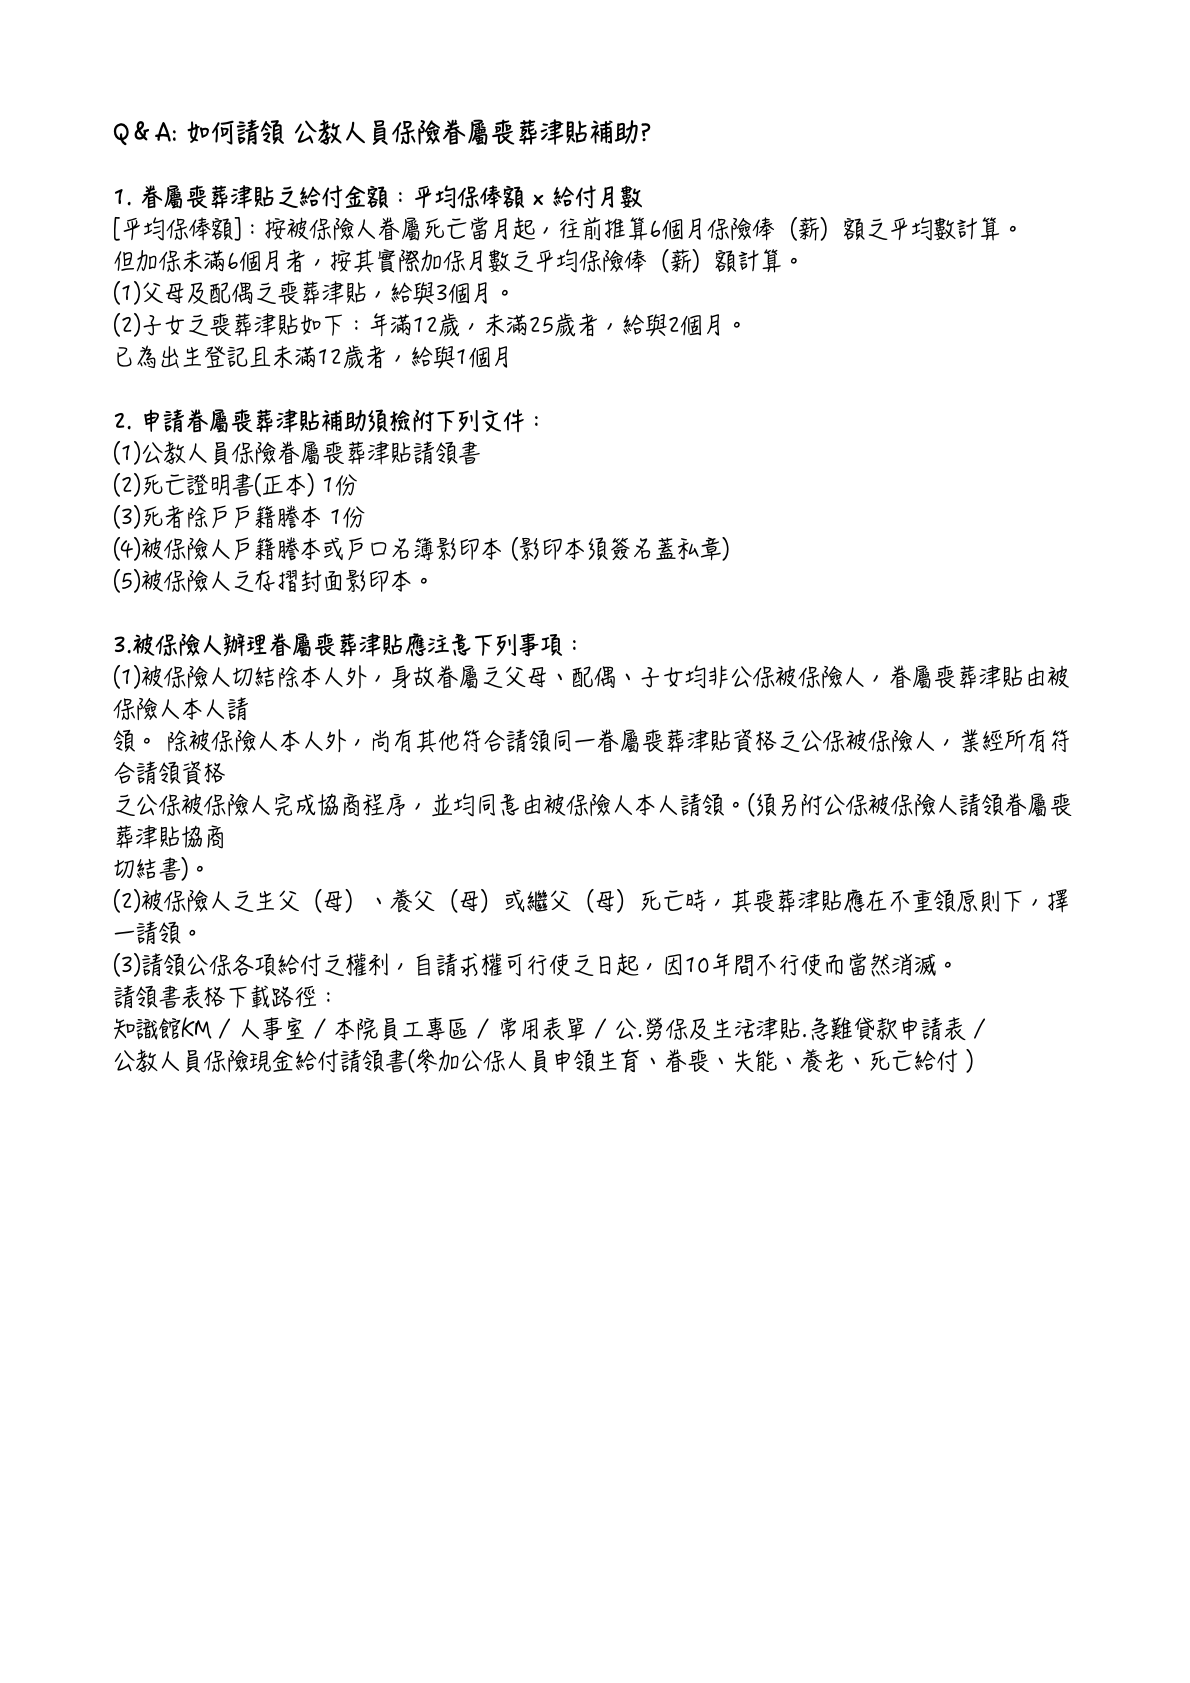 Q&A: 如何請領 公教人員保險眷屬喪葬津貼補助?
1. 眷屬喪葬津貼之給付金額：平均保俸額 x 給付月數
[平均保俸額]：按被保險人眷屬死亡當月起，往前推算6個月保險俸（薪）額之平均數計算。
但加保未滿6個月者，按其實際加保月數之平均保險俸（薪）額計算。
(1)父母及配偶之喪葬津貼，給與3個月。
(2)子女之喪葬津貼如下：年滿12歲，未滿25歲者，給與2個月。
已為出生登記且未滿12歲者，給與1個月
2. 申請眷屬喪葬津貼補助須檢附下列文件：
(1)公教人員保險眷屬喪葬津貼請領書
(2)死亡證明書(正本) 1份
(3)死者除戶戶籍謄本 1份
(4)被保險人戶籍謄本或戶口名簿影印本 (影印本須簽名蓋私章)
(5)被保險人之存摺封面影印本。
3.被保險人辦理眷屬喪葬津貼應注意下列事項：
(1)被保險人切結除本人外，身故眷屬之父母、配偶、子女均非公保被保險人，眷屬喪葬津貼由被
保險人本人請
領。 除被保險人本人外，尚有其他符合請領同一眷屬喪葬津貼資格之公保被保險人，業經所有符
合請領資格
之公保被保險人完成協商程序，並均同意由被保險人本人請領。(須另附公保被保險人請領眷屬喪
葬津貼協商
切結書)。
(2)被保險人之生父（母）、養父（母）或繼父（母）死亡時，其喪葬津貼應在不重領原則下，擇
一請領。
(3)請領公保各項給付之權利，自請求權可行使之日起，因10年間不行使而當然消滅。
請領書表格下載路徑：
知識館KM / 人事室 / 本院員工專區 / 常用表單 / 公.勞保及生活津貼.急難貸款申請表 /
公教人員保險現金給付請領書(參加公保人員申領生育、眷喪、失能、養老、死亡給付 )